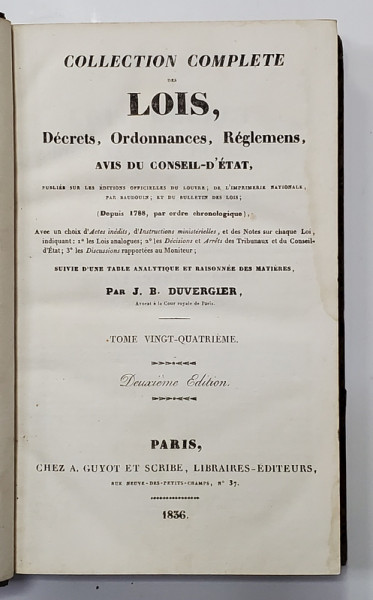 COLLECTION COMPLETE
DES
LOIS,
Décrets, Ordonnances, Réglemens,
AVIS DU CONSEIL-D'ÉTAT,
PUBLIÉE SUR LES ÉDITIONS OFFICIELLES DU LOUVRE; DE L'IMPRIMERIE NATIONALE,
PAR BAUDOUIN; ET DU BULLETIN DES LOIS;
(Depuis 1788, par ordre chronologique),
Avec un choix d'Actes inédits, d'Instructions ministérielles, et des Notes sur chaque Loi,
indiquant: 1° les Lois analogues; 2° les Décisions et Arrêts des Tribunaux et du Conseil-
d'État; 3° les Discussions rapportées au Moniteur;
SUIVIE D'UNE TABLE ANALYTIQUE ET RAISONNÉE DES MATIÈRES,
PAR J. B. DUVERGIER,
Avocat à la Cour royale de Paris.
TOME VINGT-QUATRIÈME.
Deuxième Édition.
PARIS,
CHEZ A. GUYOT ET SCRIBE, LIBRAIRES-EDITEURS,
RUE NEUVE-DES-PETITS-CHAMPS, N° 37.
1836.